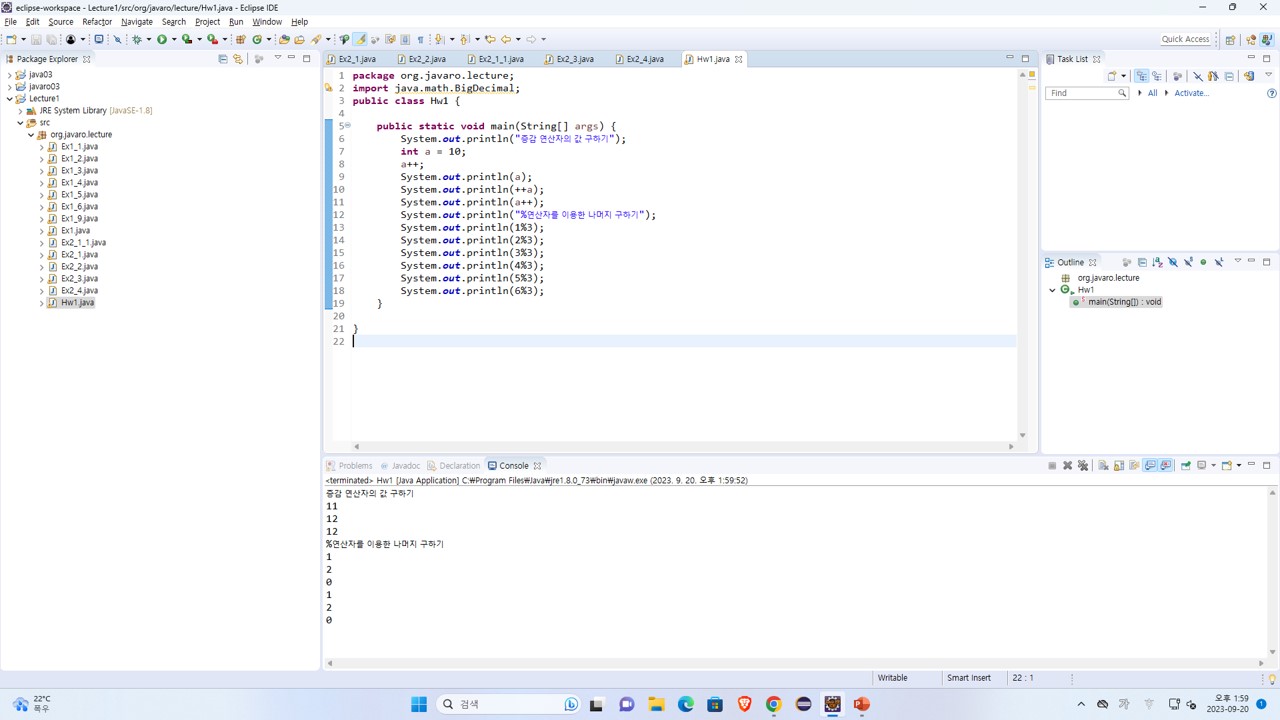 eclipse-workspace - Lecture1/src/org/javaro/lecture/Hw1.java - Eclipse IDE
File Edit Source Refactor Navigate Search Project Run Window Help
Quick Access
Package Explorer
java03
javaro03
Lecture1
JRE System Library [JavaSE-1.8]
src
org.javaro.lecture
Ex1_1.java
Ex1_2.java
Ex1_3.java
Ex1_4.java
Ex1_5.java
Ex1_6.java
Ex1_9.java
Ex1.java
Ex2_1_1.java
Ex2_1.java
Ex2_2.java
Ex2_3.java
Ex2_4.java
Hw1.java
Ex2_1.java Ex2_2.java Ex2_1_1.java Ex2_3.java Ex2_4.java Hw1.java
1 package org.javaro.lecture;
2 import java.math.BigDecimal;
3 public class Hw1 {
4
5 public static void main(String[] args) {
6 System.out.println("증감 연산자의 값 구하기");
7 int a = 10;
8 a++;
9 System.out.println(a);
10 System.out.println(++a);
11 System.out.println(a++);
12 System.out.println("%연산자를 이용한 나머지 구하기");
13 System.out.println(1%3);
14 System.out.println(2%3);
15 System.out.println(3%3);
16 System.out.println(4%3);
17 System.out.println(5%3);
18 System.out.println(6%3);
19 }
20
21 }
22
Task List
Find All Activate...
Outline
org.javaro.lecture
Hw1
main(String[]) : void
Problems Javadoc Declaration Console
<terminated> Hw1 [Java Application] C:₩Program Files₩Java₩jre1.8.0_73₩bin₩javaw.exe (2023. 9. 20. 오후 1:59:52)
증감 연산자의 값 구하기
11
12
12
%연산자를 이용한 나머지 구하기
1
2
0
1
2
0
Writable Smart Insert 22 : 1
22°C
폭우
검색
오후 1:59
2023-09-20